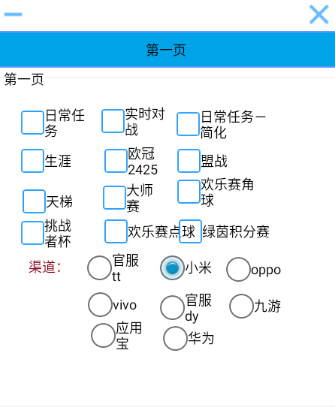 第一页
第一页
日常任务 实时对战 日常任务－简化
生涯 欧冠2425 盟战
天梯 大师赛 欢乐赛角球
挑战者杯 欢乐赛点球 绿茵积分赛
渠道： 官服tt 小米 oppo
vivo 官服dy 九游
应用宝 华为